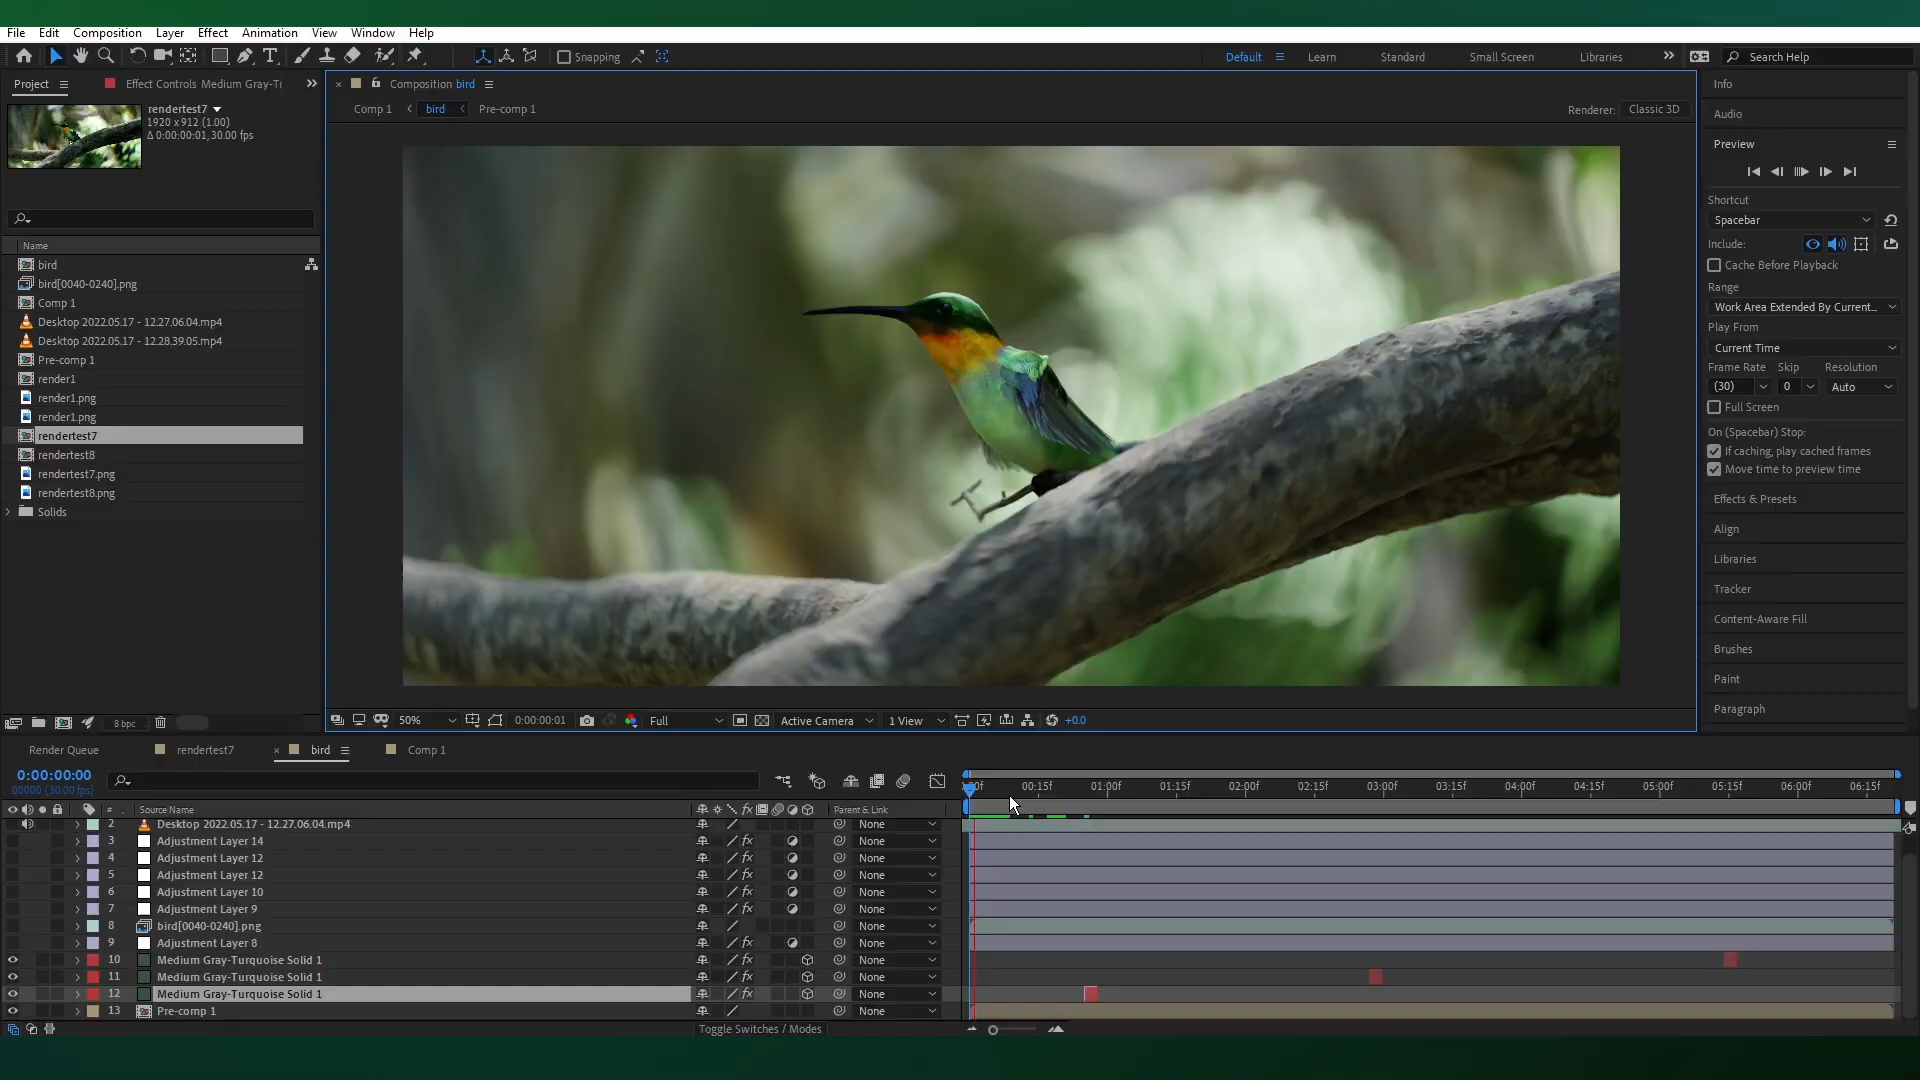 File Edit Composition Layer Effect Animation View Window Help
Snapping Default Learn Standard Small Screen Libraries Search Help
Project Effect Controls Medium Gray-T
rendertest7
1920 x 912 (1.00)
Δ 0:00:00:01, 30.00 fps
Name
bird
bird[0040-0240].png
Comp 1
Desktop 2022.05.17 - 12.27.06.04.mp4
Desktop 2022.05.17 - 12.28.39.05.mp4
Pre-comp 1
render1
render1.png
render1.png
rendertest7
rendertest8
rendertest7.png
rendertest8.png
Solids
8 bpc
Composition bird
Comp 1 bird Pre-comp 1
Renderer: Classic 3D
50% 0:00:00:01 Full Active Camera 1 View +0.0
Info
Audio
Preview
Shortcut
Spacebar
Include:
Cache Before Playback
Range
Work Area Extended By Current...
Play From
Current Time
Frame Rate Skip Resolution
(30) 0 Auto
Full Screen
On (Spacebar) Stop:
If caching, play cached frames
Move time to preview time
Effects & Presets
Align
Libraries
Tracker
Content-Aware Fill
Brushes
Paint
Paragraph
Render Queue rendertest7 bird Comp 1
0:00:00:00
00000 (30.00 fps)
:00f 00:15f 01:00f 01:15f 02:00f 02:15f 03:00f 03:15f 04:00f 04:15f 05:00f 05:15f 06:00f 06:15f
# Source Name fx Parent & Link
2 Desktop 2022.05.17 - 12.27.06.04.mp4 None
3 Adjustment Layer 14 fx None
4 Adjustment Layer 12 fx None
5 Adjustment Layer 12 fx None
6 Adjustment Layer 10 fx None
7 Adjustment Layer 9 fx None
8 bird[0040-0240].png None
9 Adjustment Layer 8 fx None
10 Medium Gray-Turquoise Solid 1 fx None
11 Medium Gray-Turquoise Solid 1 fx None
12 Medium Gray-Turquoise Solid 1 fx None
13 Pre-comp 1 None
Toggle Switches / Modes